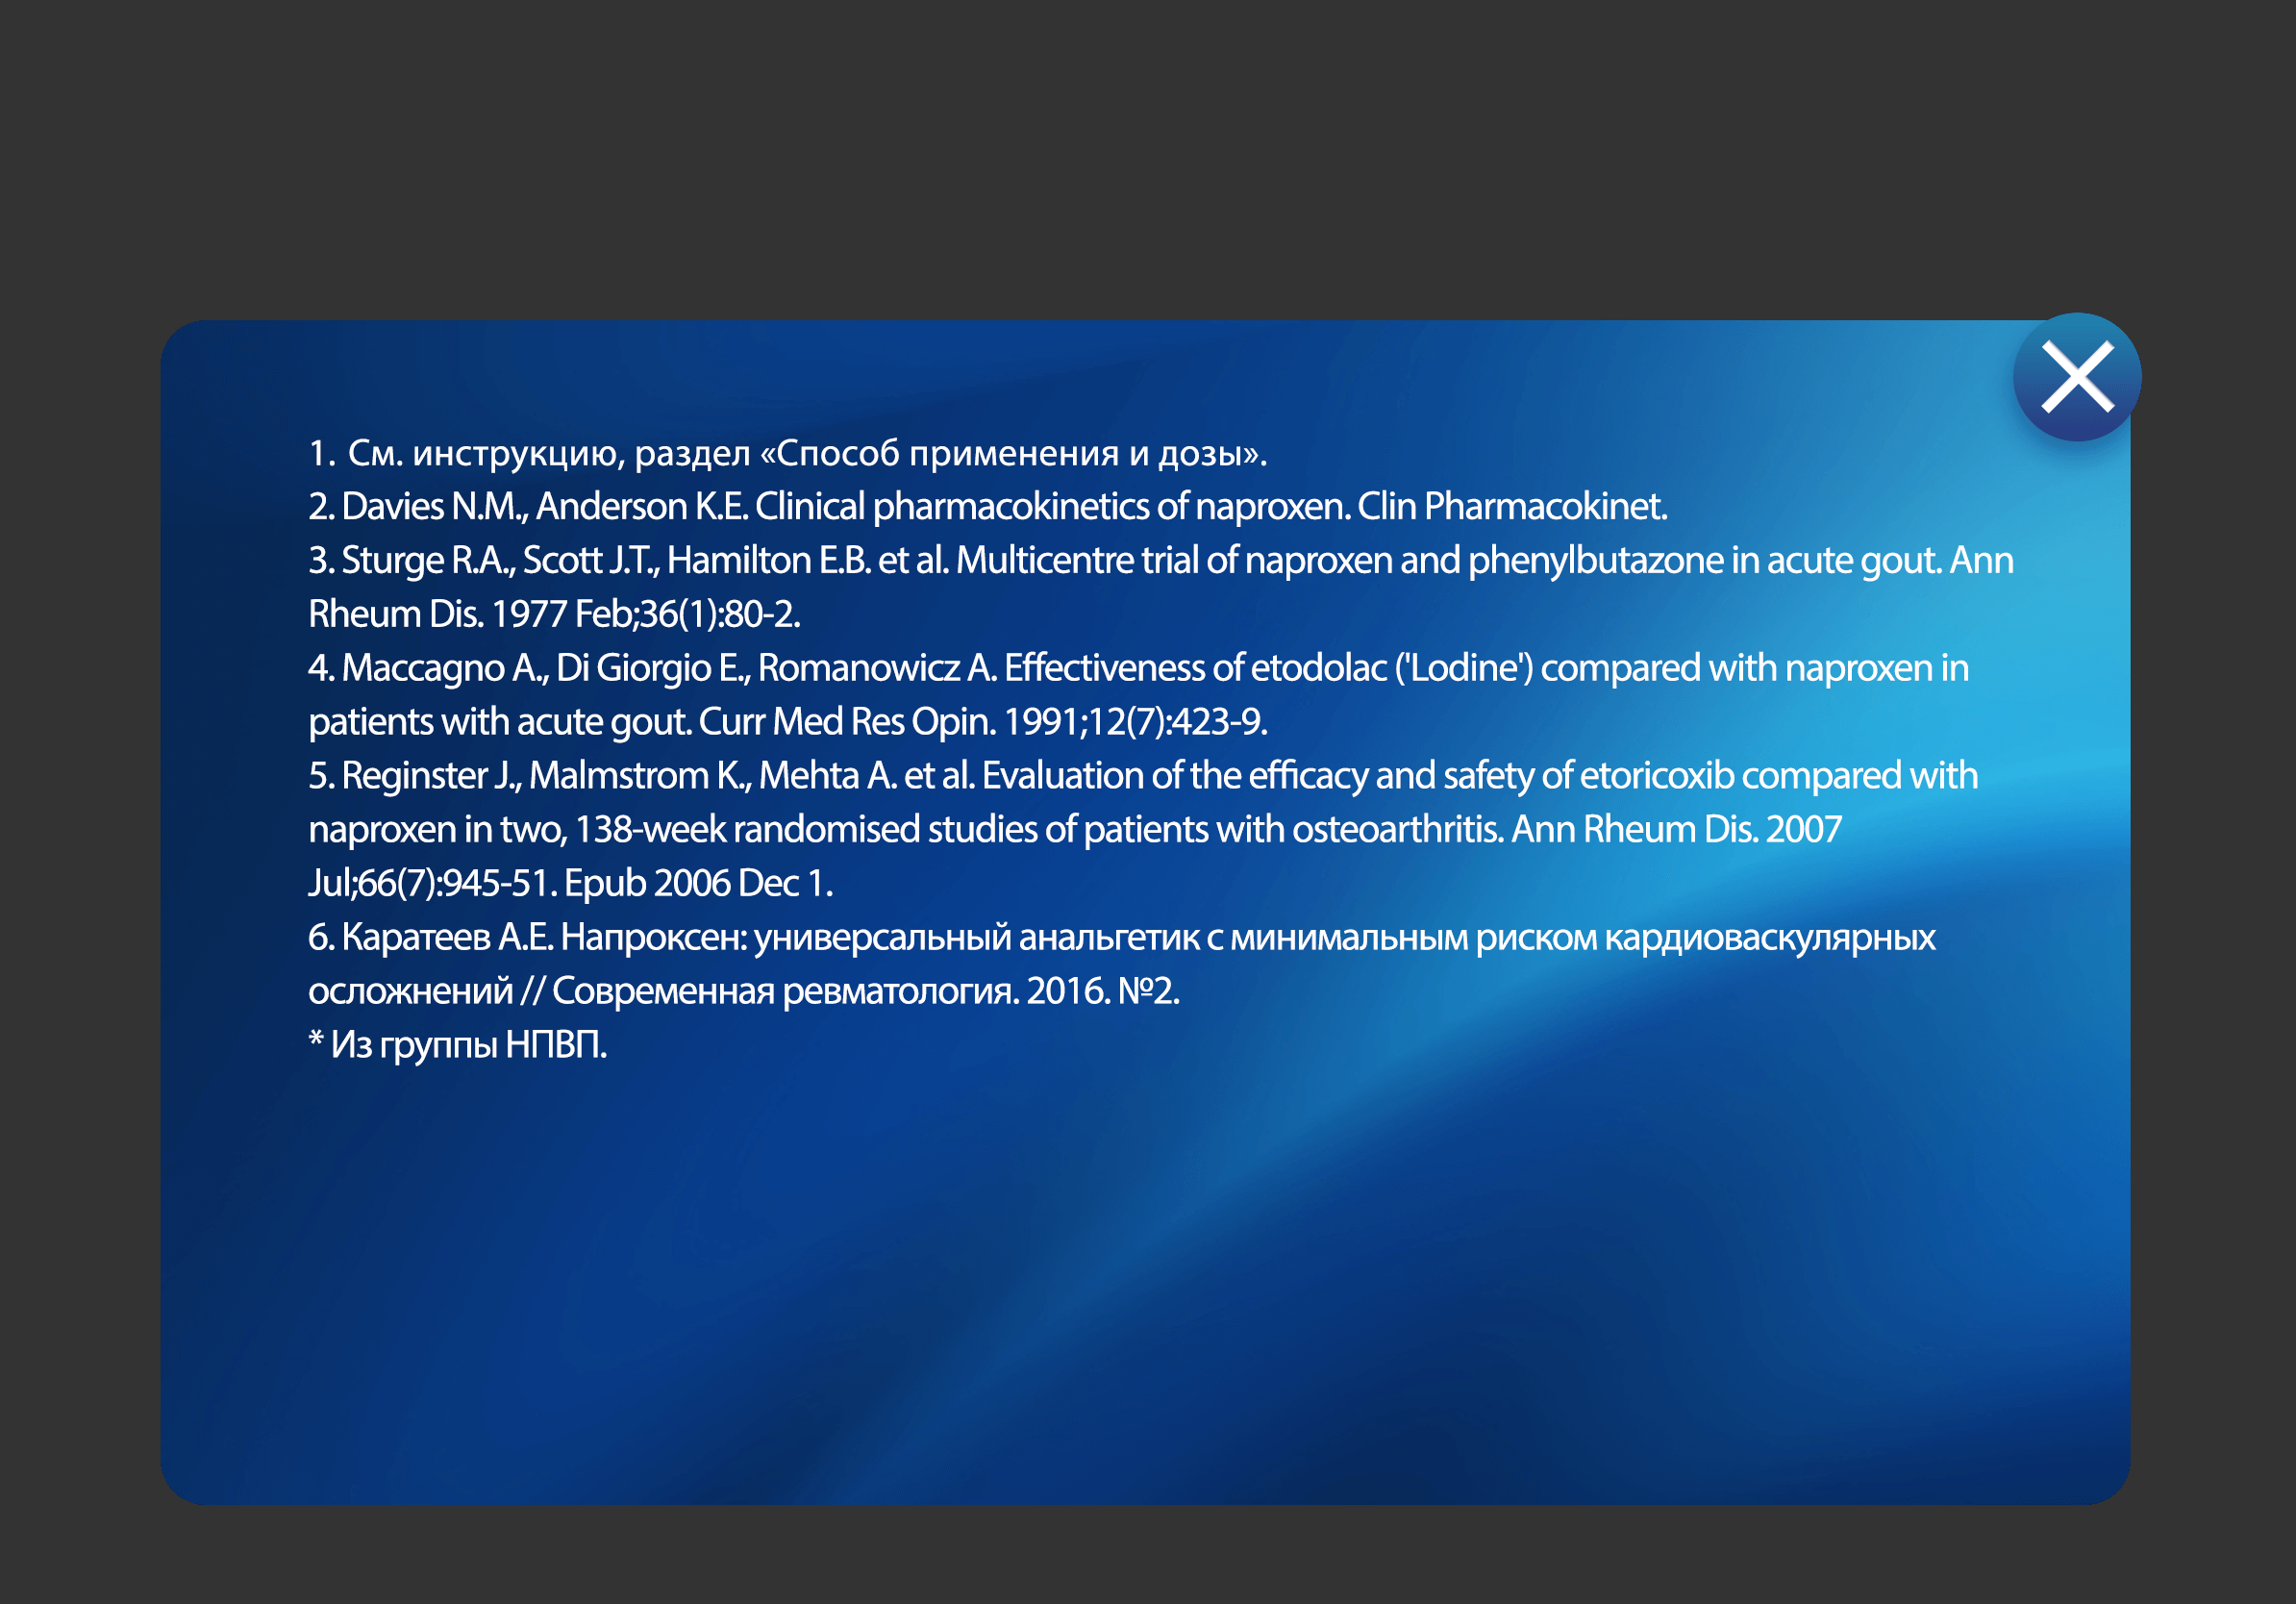 1. См. инструкцию, раздел «Способ применения и дозы».
2. Davies N.M., Anderson K.E. Clinical pharmacokinetics of naproxen. Clin Pharmacokinet.
3. Sturge R.A., Scott J.T., Hamilton E.B. et al. Multicentre trial of naproxen and phenylbutazone in acute gout. Ann
Rheum Dis. 1977 Feb;36(1):80-2.
4. Maccagno A., Di Giorgio E., Romanowicz A. Effectiveness of etodolac ('Lodine') compared with naproxen in
patients with acute gout. Curr Med Res Opin. 1991;12(7):423-9.
5. Reginster J., Malmstrom K., Mehta A. et al. Evaluation of the efficacy and safety of etoricoxib compared with
naproxen in two, 138-week randomised studies of patients with osteoarthritis. Ann Rheum Dis. 2007
Jul;66(7):945-51. Epub 2006 Dec 1.
6. Каратеев А.Е. Напроксен: универсальный анальгетик с минимальным риском кардиоваскулярных
осложнений // Современная ревматология. 2016. №2.
* Из группы НПВП.